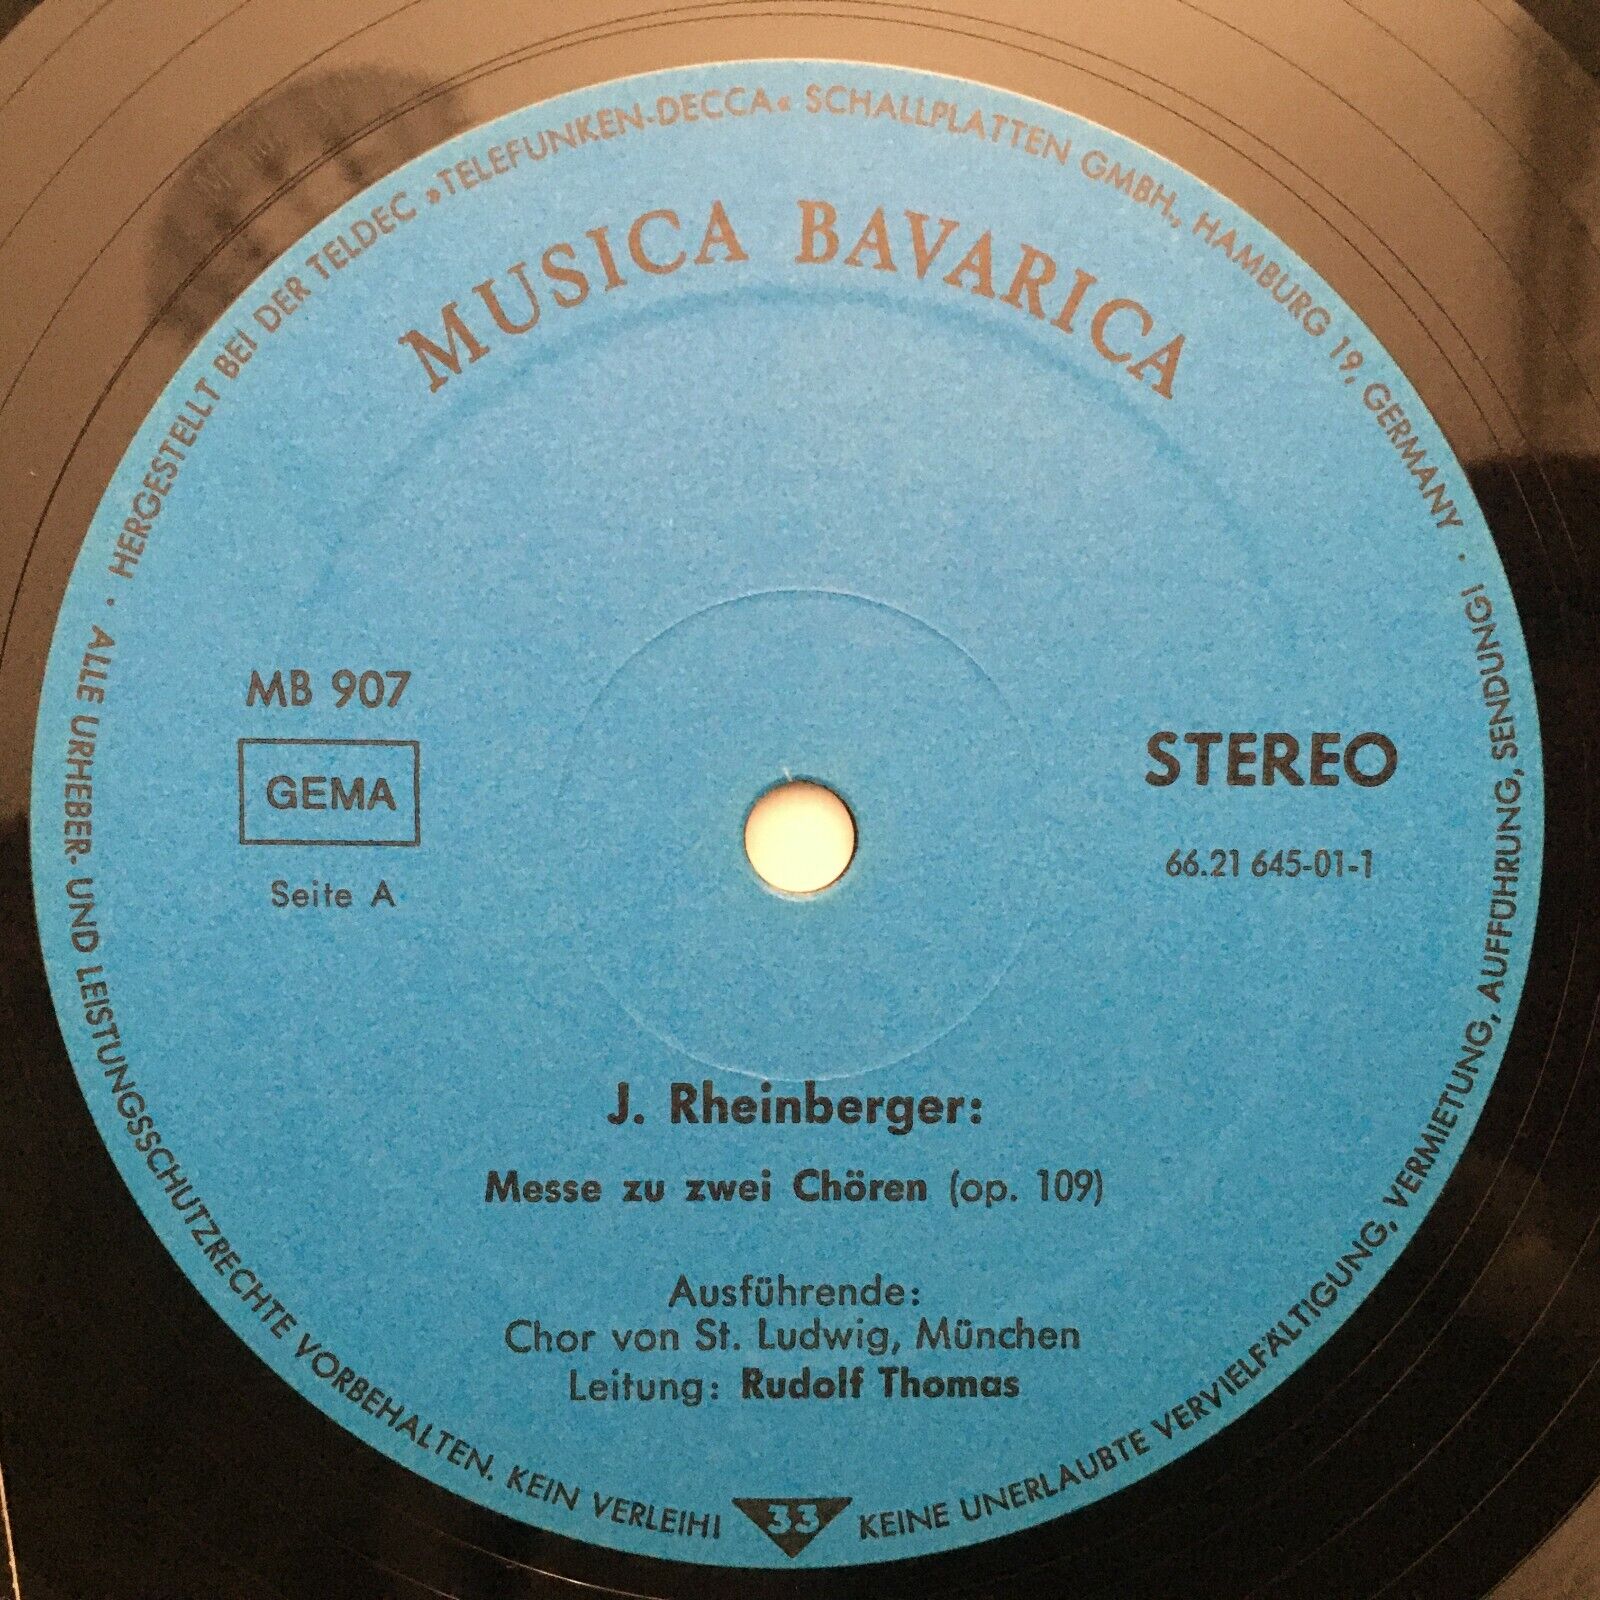 HERGESTELLT BEI DER TELDEC »TELEFUNKEN-DECCA« SCHALLPLATTEN GMBH., HAMBURG 19, GERMANY ·
MUSICA BAVARICA
MB 907
GEMA
Seite A
STEREO
66.21 645-01-1
J. Rheinberger:
Messe zu zwei Chören (op. 109)
Ausführende:
Chor von St. Ludwig, München
Leitung: Rudolf Thomas
· ALLE URHEBER- UND LEISTUNGSSCHUTZRECHTE VORBEHALTEN. KEIN VERLEIH! 33 KEINE UNERLAUBTE VERVIELFÄLTIGUNG, VERMIETUNG, AUFFÜHRUNG, SENDUNG!